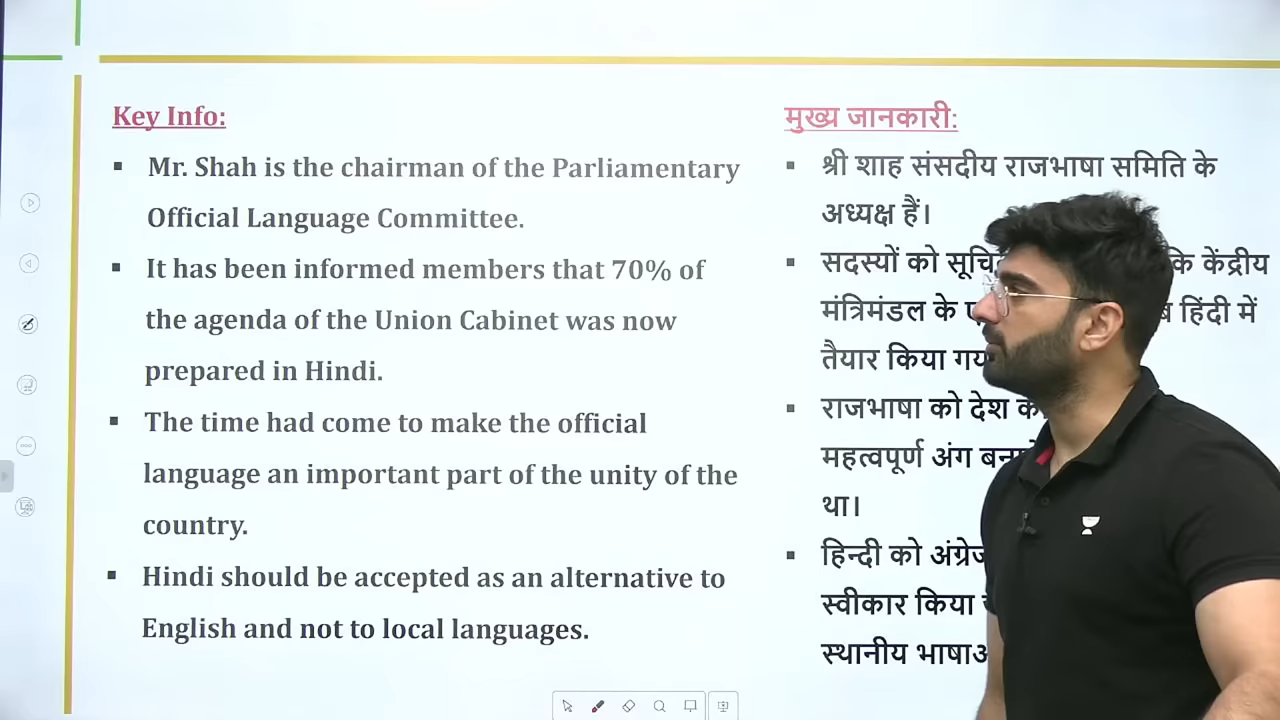 Key Info:
▪ Mr. Shah is the chairman of the Parliamentary
Official Language Committee.
▪ It has been informed members that 70% of
the agenda of the Union Cabinet was now
prepared in Hindi.
▪ The time had come to make the official
language an important part of the unity of the
country.
▪ Hindi should be accepted as an alternative to
English and not to local languages.
मुख्य जानकारी:
▪ श्री शाह संसदीय राजभाषा समिति के
अध्यक्ष हैं।
▪ सदस्यों को कि केंद्रीय
मंत्रिमंडल के हिंदी में
तैयार किया
▪ राजभाषा को देश
महत्वपूर्ण अंग
था।
▪ हिन्दी को
स्वीकार किया
स्थानीय